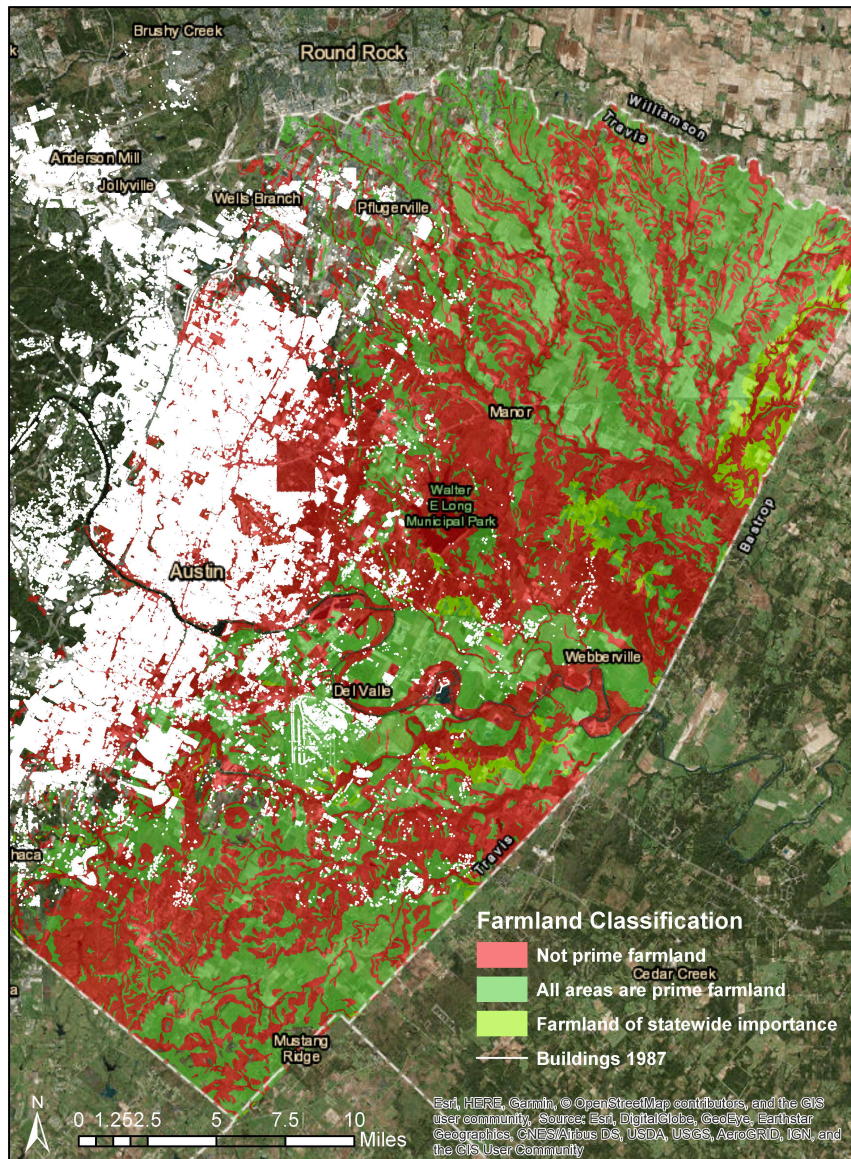 Brushy Creek
Round Rock
k
Williamson
Travis
Anderson Mill
Jollyville
Wells Branch
Pflugerville
Manor
Walter
E Long
Municipal Park
Bastrop
Austin
Webberville
Del Valle
Travis
haca
Farmland Classification
Not prime farmland
Cedar Creek
All areas are prime farmland
a
Farmland of statewide importance
Mustang
Ridge
Buildings 1987
N
0 1.25 2.5 5 7.5 10
Miles
Esri, HERE, Garmin, © OpenStreetMap contributors, and the GIS
user community, Source: Esri, DigitalGlobe, GeoEye, Earthstar
Geographics, CNES/Airbus DS, USDA, USGS, AeroGRID, IGN, and
the GIS User Community